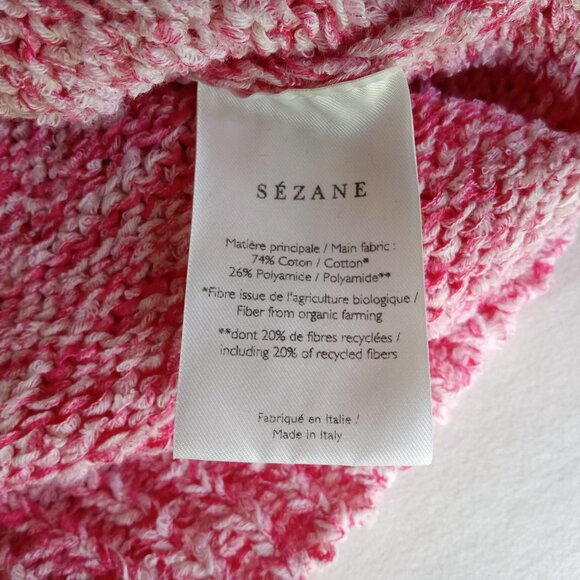 SÉZANE
Matière principale / Main fabric :
74% Coton / Cotton*
26% Polyamide / Polyamide**
*Fibre issue de l'agriculture biologique /
Fiber from organic farming
**dont 20% de fibres recyclées /
including 20% of recycled fibers
Fabriqué en Italie /
Made in Italy